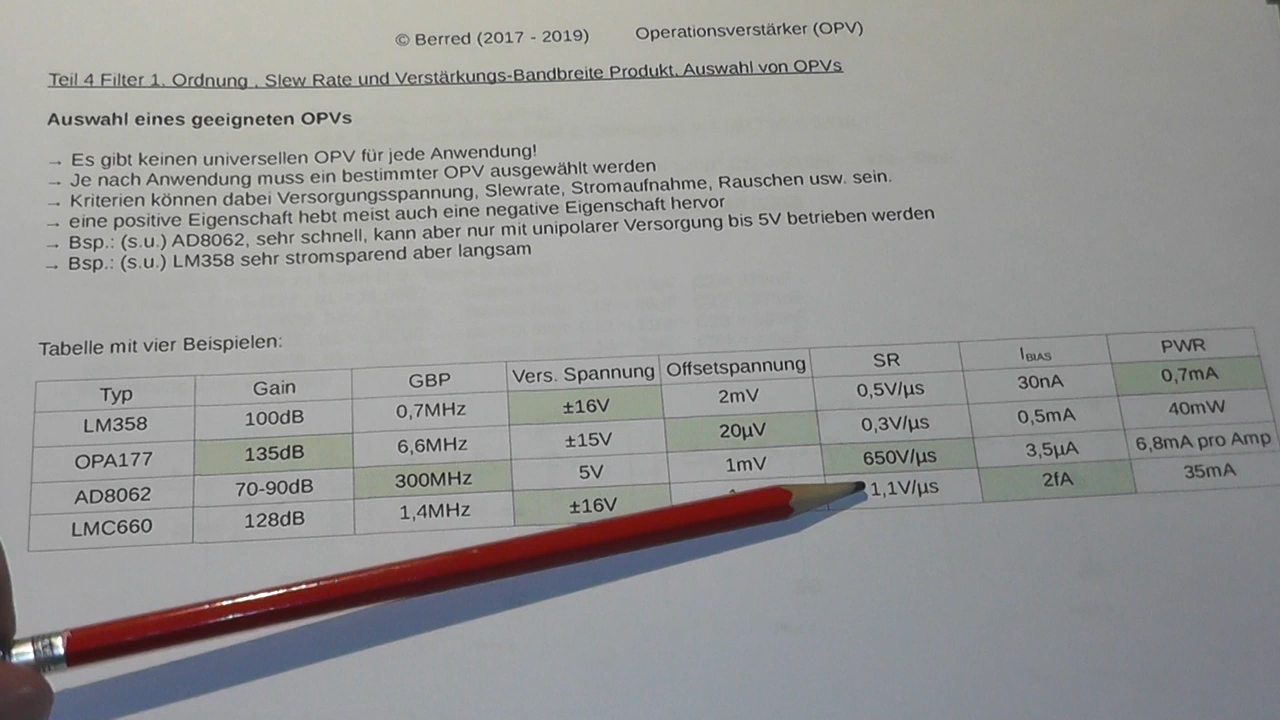 © Berred (2017 - 2019) Operationsverstärker (OPV)
Teil 4 Filter 1. Ordnung , Slew Rate und Verstärkungs-Bandbreite Produkt, Auswahl von OPVs
Auswahl eines geeigneten OPVs
→ Es gibt keinen universellen OPV für jede Anwendung!
→ Je nach Anwendung muss ein bestimmter OPV ausgewählt werden
→ Kriterien können dabei Versorgungsspannung, Slewrate, Stromaufnahme, Rauschen usw. sein.
→ eine positive Eigenschaft hebt meist auch eine negative Eigenschaft hervor
→ Bsp.: (s.u.) AD8062, sehr schnell, kann aber nur mit unipolarer Versorgung bis 5V betrieben werden
→ Bsp.: (s.u.) LM358 sehr stromsparend aber langsam
Tabelle mit vier Beispielen:
Typ Gain GBP Vers. Spannung Offsetspannung SR IBIAS PWR
LM358 100dB 0,7MHz ±16V 2mV 0,5V/µs 30nA 0,7mA
OPA177 135dB 6,6MHz ±15V 20µV 0,3V/µs 0,5mA 40mW
AD8062 70-90dB 300MHz 5V 1mV 650V/µs 3,5µA 6,8mA pro Amp
LMC660 128dB 1,4MHz ±16V 1,1V/µs 2fA 35mA